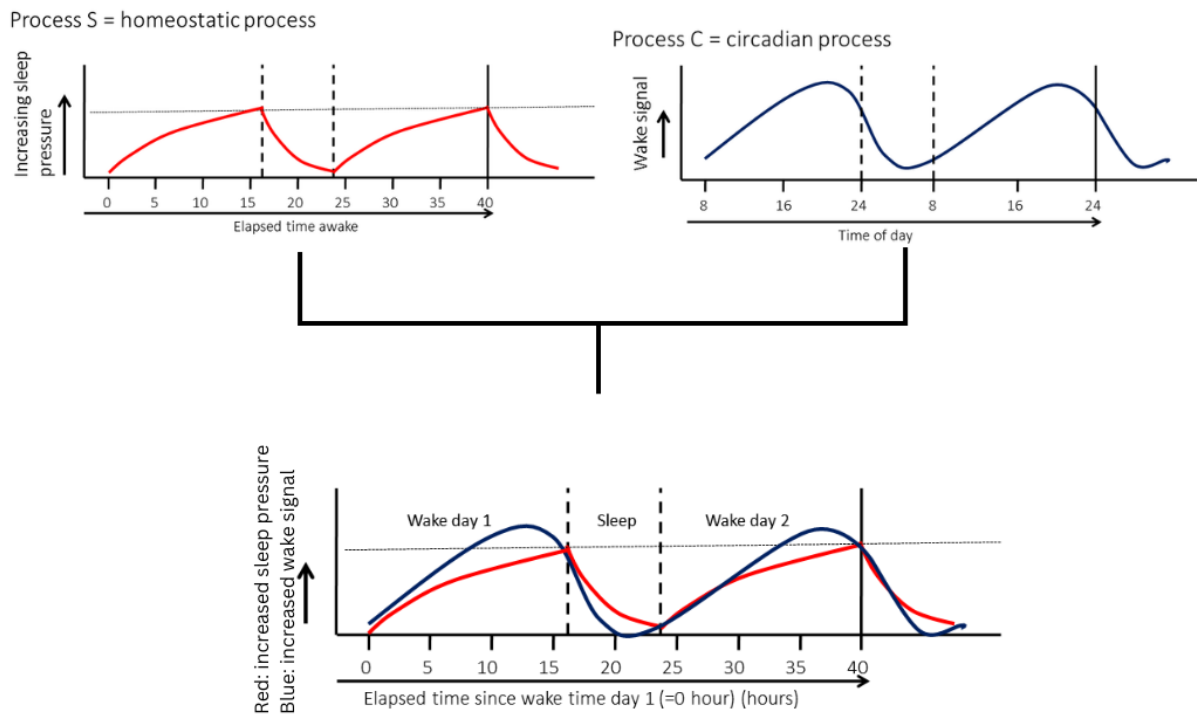 Process S = homeostatic process
Increasing sleep
pressure
0 5 10 15 20 25 30 35 40
Elapsed time awake
Process C = circadian process
Wake signal
8 16 24 8 16 24
Time of day
Red: increased sleep pressure
Blue: increased wake signal
Wake day 1 Sleep Wake day 2
0 5 10 15 20 25 30 35 40
Elapsed time since wake time day 1 (=0 hour) (hours)